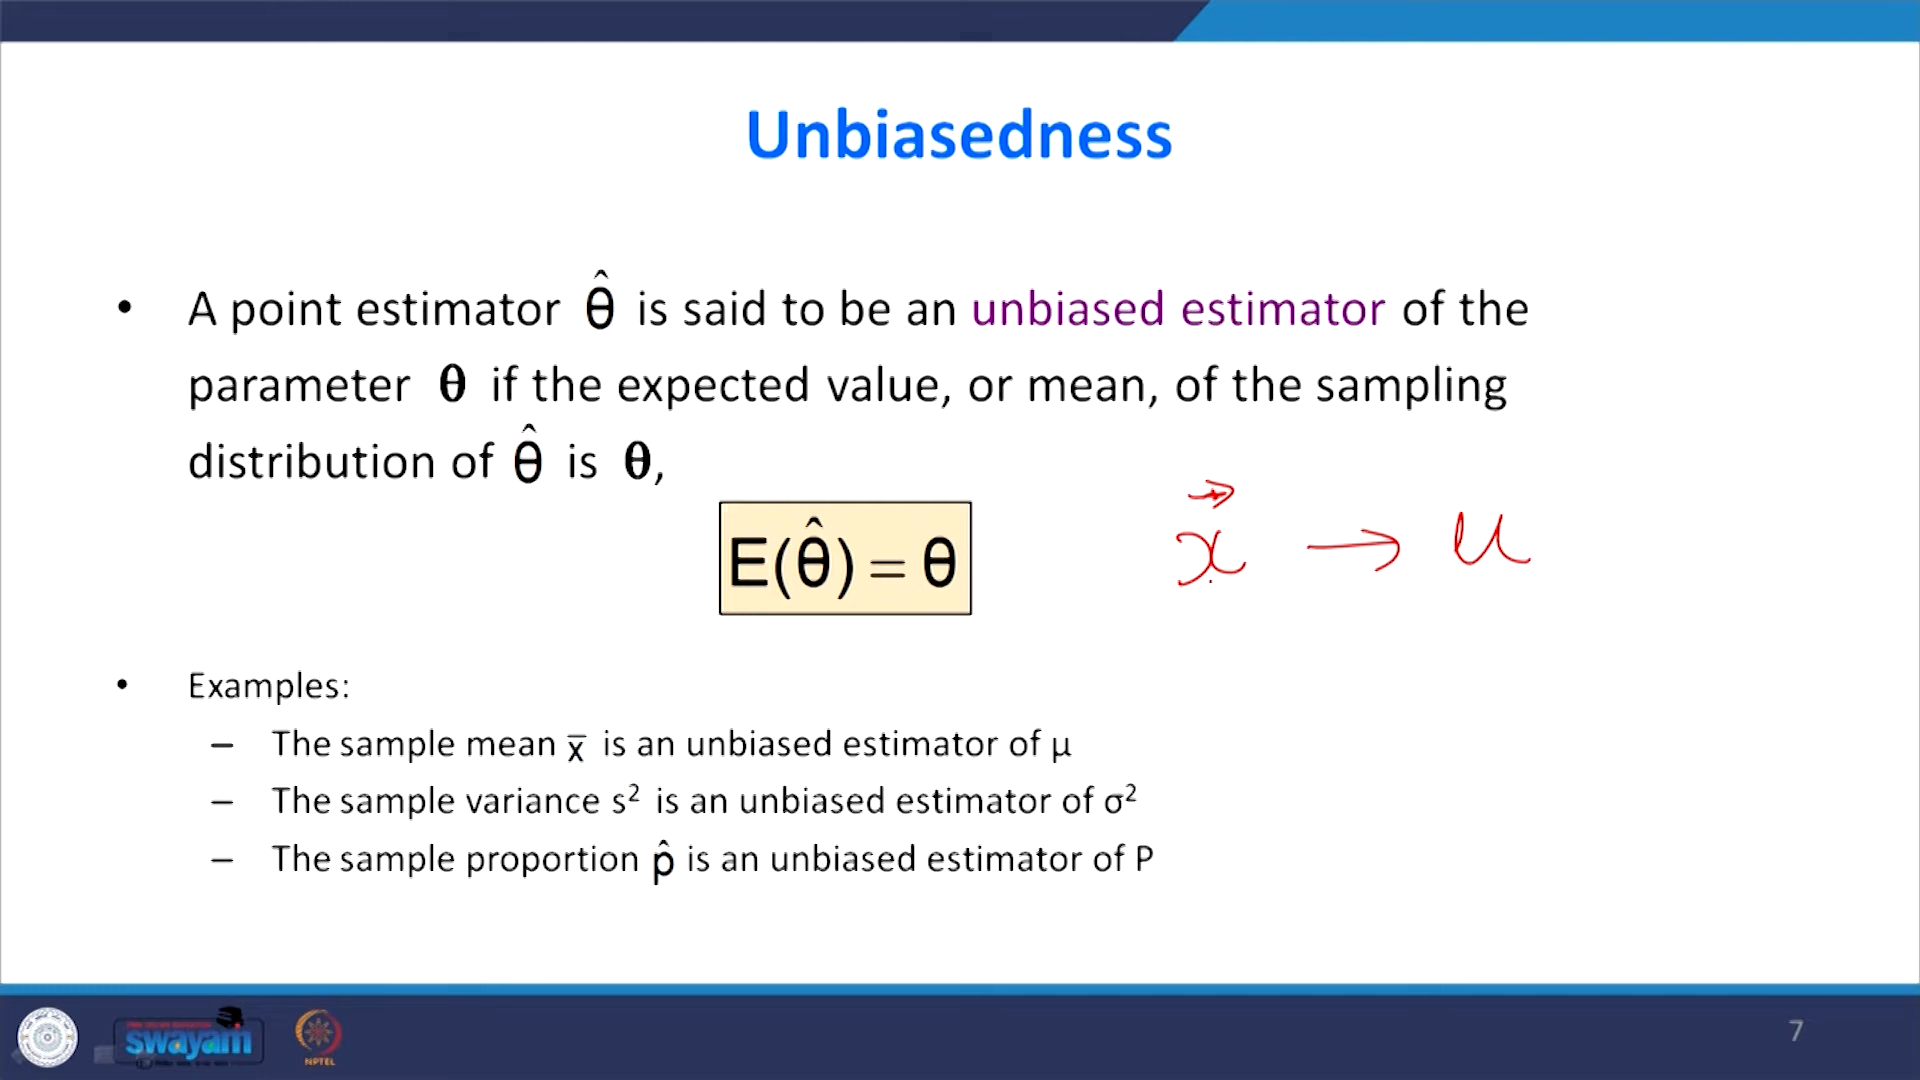 Unbiasedness
• A point estimator θ̂ is said to be an unbiased estimator of the
parameter θ if the expected value, or mean, of the sampling
distribution of θ̂ is θ,
E(θ̂) = θ
x → μ
• Examples:
– The sample mean x̄ is an unbiased estimator of μ
– The sample variance s² is an unbiased estimator of σ²
– The sample proportion p̂ is an unbiased estimator of P
swayam
NPTEL
7